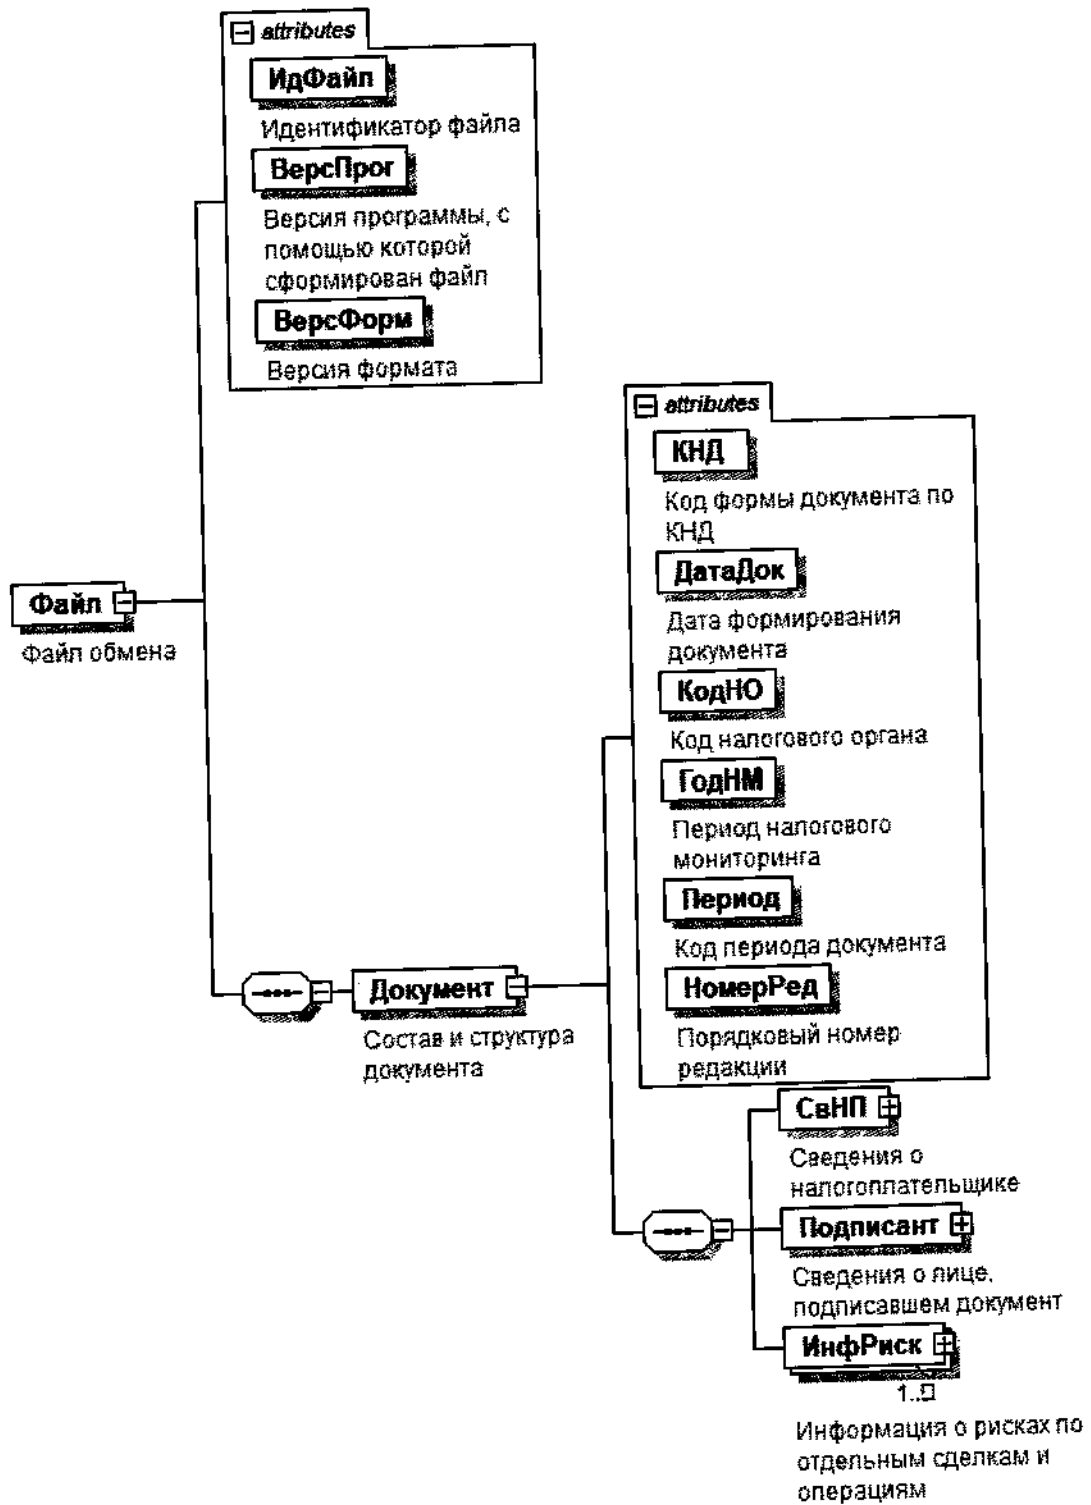 attributes
ИдФайл
Идентификатор файла
ВерсПрог
Версия программы, с
помощью которой
сформирован файл
ВерсФорм
Версия формата
Файл
Файл обмена
Документ
Состав и структура
документа
attributes
КНД
Код формы документа по
КНД
ДатаДок
Дата формирования
документа
КодНО
Код налогового органа
ГодНМ
Период налогового
мониторинга
Период
Код периода документа
НомерРед
Порядковый номер
редакции
СвНП
Сведения о
налогоплательщике
Подписант
Сведения о лице,
подписавшем документ
ИнфРиск
1..□
Информация о рисках по
отдельным сделкам и
операциям